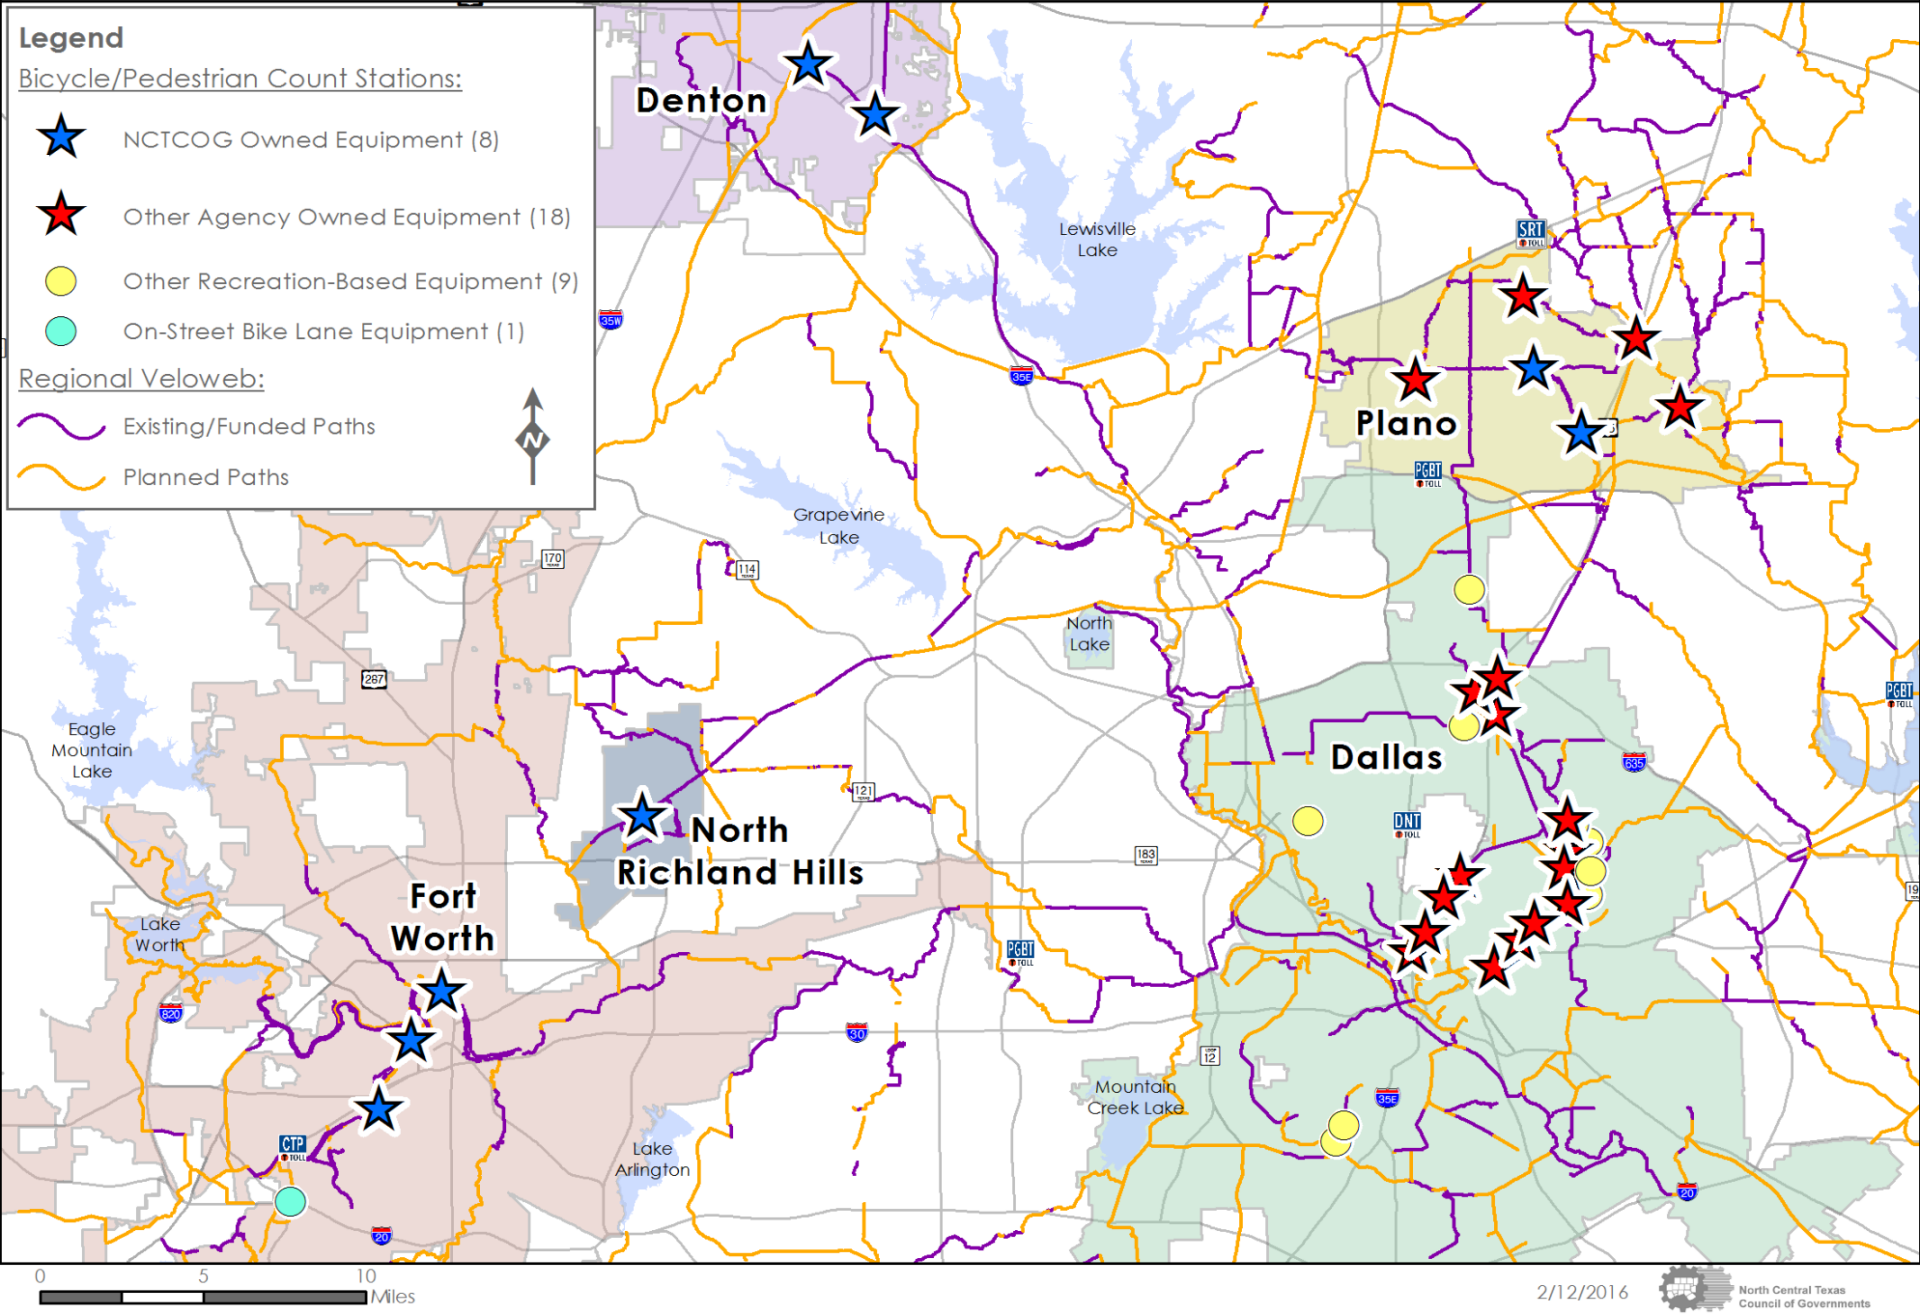 Legend
Bicycle/Pedestrian Count Stations:
NCTCOG Owned Equipment (8)
Other Agency Owned Equipment (18)
Other Recreation-Based Equipment (9)
On-Street Bike Lane Equipment (1)
Regional Veloweb:
Existing/Funded Paths
Planned Paths
N
Denton
Lewisville
Lake
SRT
TOLL
35W
35E
Plano
PGBT
TOLL
Grapevine
Lake
170
TEXAS
114
TEXAS
North
Lake
287
PGBT
TOLL
Eagle
Mountain
Lake
Dallas
635
121
TEXAS
DNT
TOLL
North
Richland Hills
183
TEXAS
Fort
Worth
Lake
Worth
PGBT
TOLL
820
30
LOOP
12
Mountain
Creek Lake
35E
CTP
TOLL
Lake
Arlington
20
20
0 5 10
Miles
2/12/2016
North Central Texas
Council of Governments